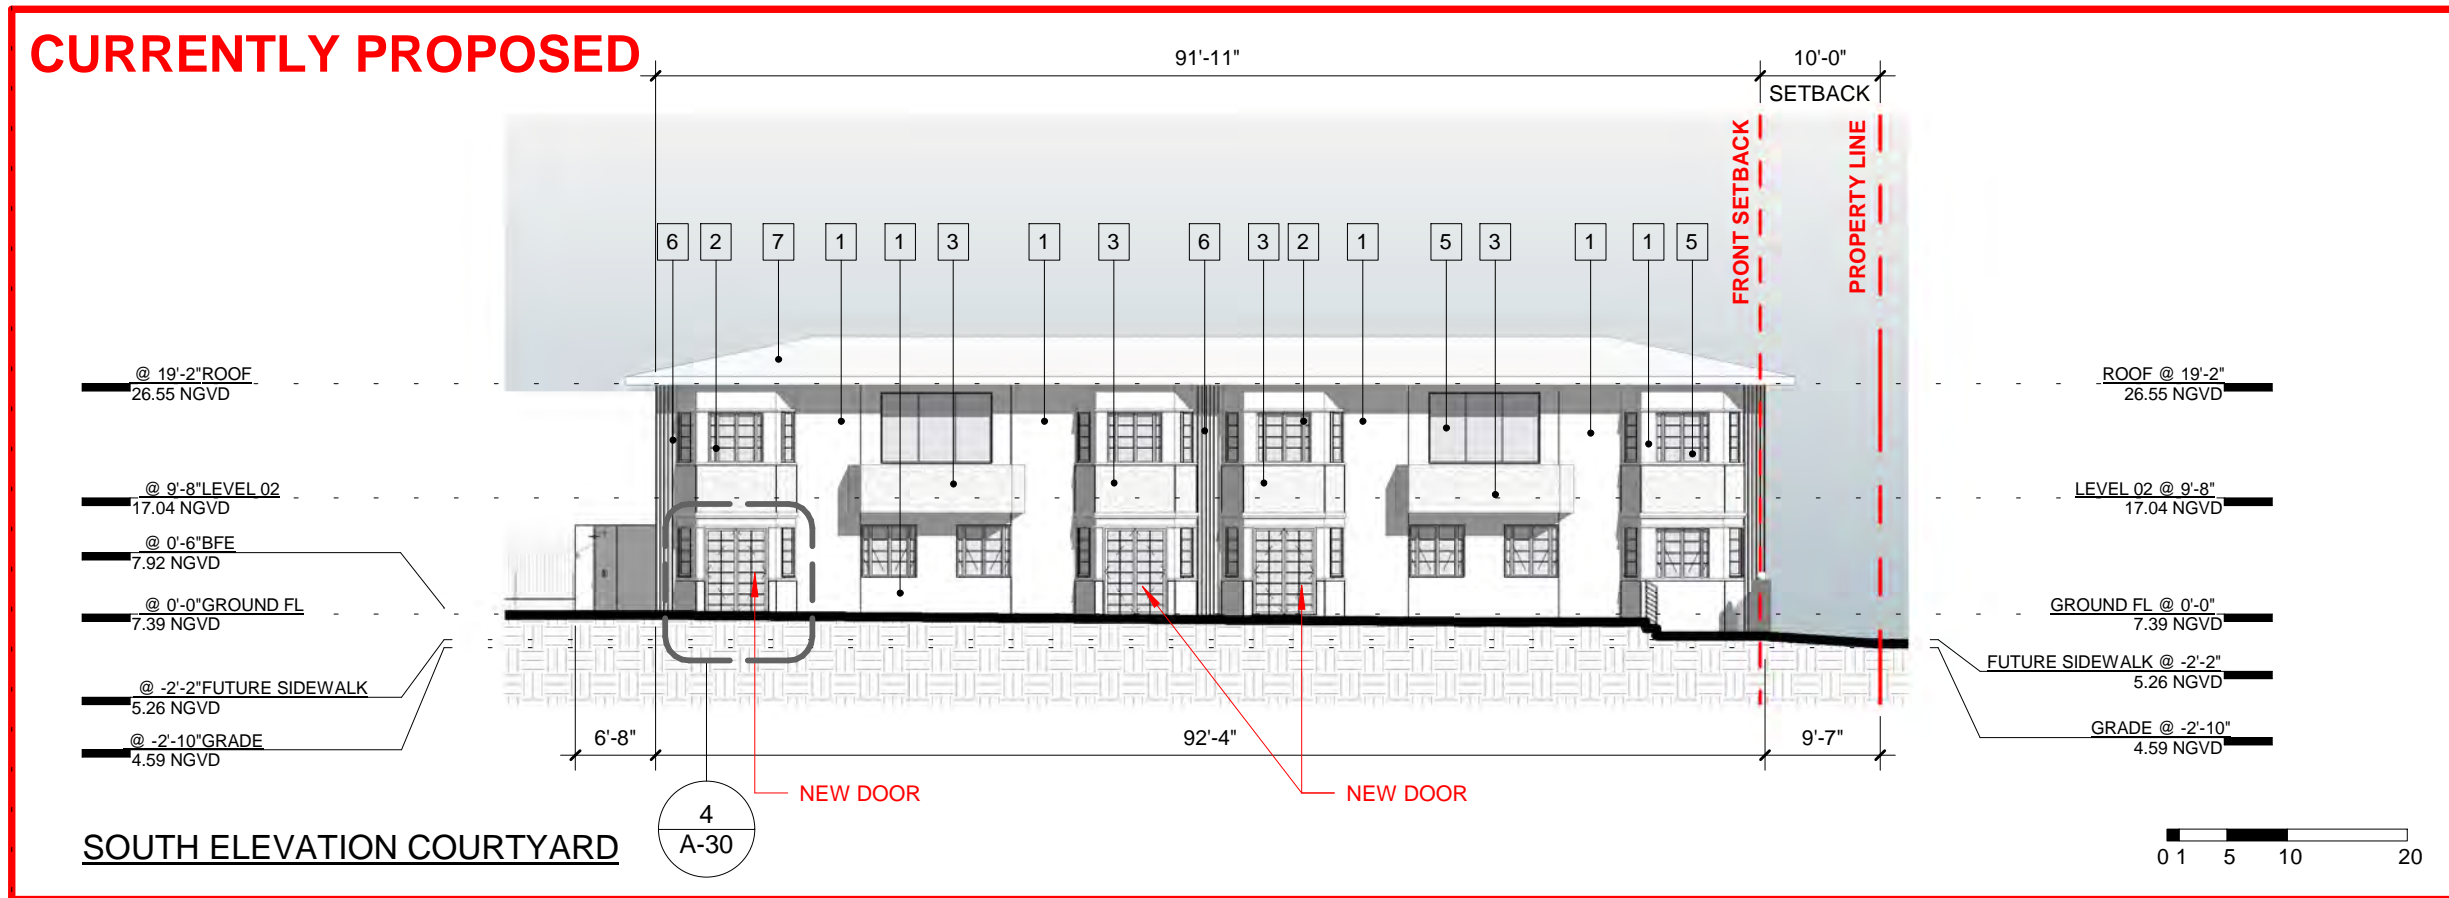 CURRENTLY PROPOSED
91'-11"
10'-0"
SETBACK
FRONT SETBACK
PROPERTY LINE
6 2 7 1 1 3 1 3 6 3 2 1 5 3 1 1 5
@ 19'-2"ROOF
26.55 NGVD
@ 9'-8"LEVEL 02
17.04 NGVD
@ 0'-6"BFE
7.92 NGVD
@ 0'-0"GROUND FL
7.39 NGVD
@ -2'-2"FUTURE SIDEWALK
5.26 NGVD
@ -2'-10"GRADE
4.59 NGVD
ROOF @ 19'-2"
26.55 NGVD
LEVEL 02 @ 9'-8"
17.04 NGVD
GROUND FL @ 0'-0"
7.39 NGVD
FUTURE SIDEWALK @ -2'-2"
5.26 NGVD
GRADE @ -2'-10"
4.59 NGVD
6'-8"
92'-4"
9'-7"
NEW DOOR
NEW DOOR
4
A-30
SOUTH ELEVATION COURTYARD
0 1 5 10 20